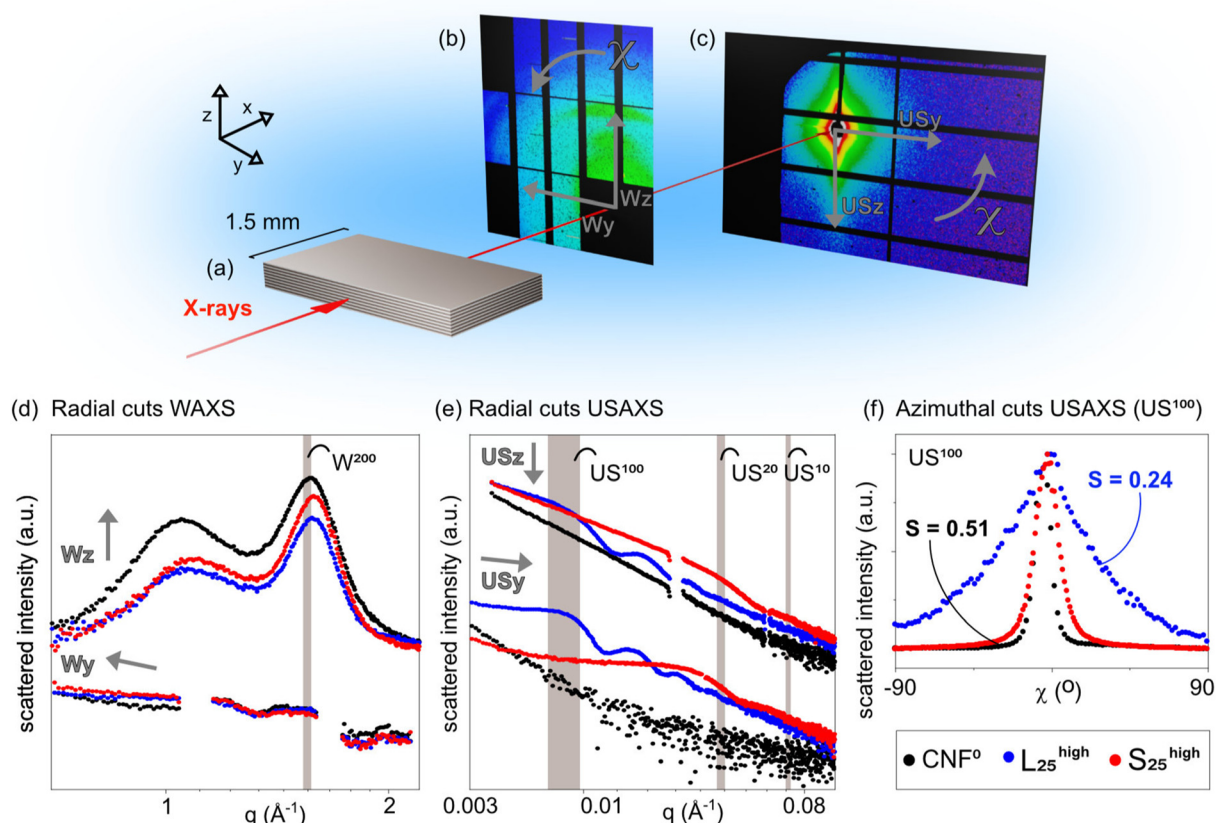 (b)
(c)
χ
z
x
y
USy
Wz
Wy
USz
χ
1.5 mm
(a)
X-rays
(d) Radial cuts WAXS
(e) Radial cuts USAXS
(f) Azimuthal cuts USAXS (US¹⁰⁰)
W²⁰⁰
Wz
Wy
scattered intensity (a.u.)
1
2
q (Å⁻¹)
USz
US¹⁰⁰
US²⁰
US¹⁰
USy
scattered intensity (a.u.)
0.003
0.01
0.08
q (Å⁻¹)
US¹⁰⁰
S = 0.24
S = 0.51
scattered intensity (a.u.)
-90
90
χ (º)
CNF⁰
L₂₅ʰⁱᵍʰ
S₂₅ʰⁱᵍʰ